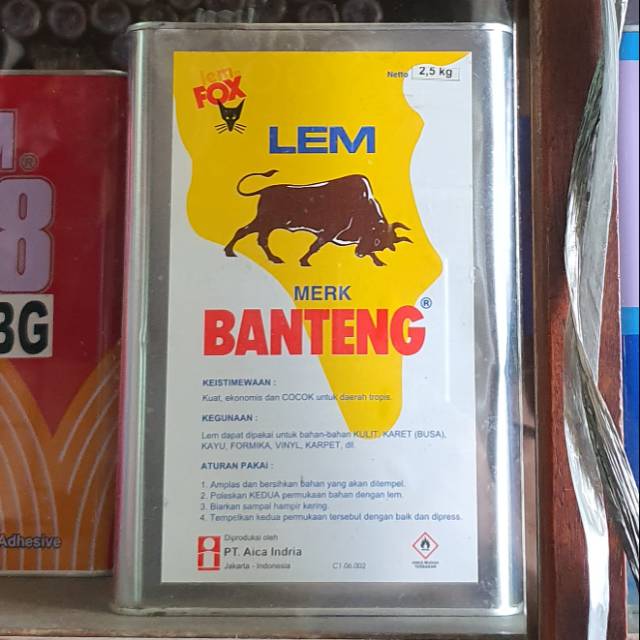 lem
FOX
Netto 2,5 kg
LEM
MERK
BANTENG®
KEISTIMEWAAN :
Kuat, ekonomis dan COCOK untuk daerah tropis.
KEGUNAAN :
Lem dapat dipakai untuk bahan-bahan KULIT, KARET (BUSA),
KAYU, FORMIKA, VINYL, KARPET, dll.
ATURAN PAKAI :
1. Amplas dan bersihkan bahan yang akan ditempel.
2. Poleskan KEDUA permukaan bahan dengan lem.
3. Biarkan sampai hampir kering.
4. Tempelkan kedua permukaan tersebut dengan baik dan dipress.
Diproduksi oleh
PT. Aica Indria
Jakarta - Indonesia
C1.06.002
M®
8
BG
Adhesive